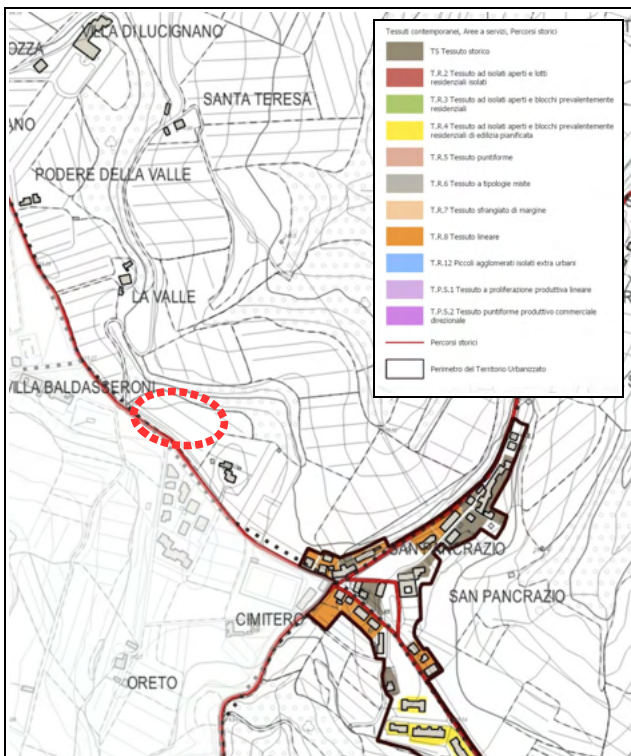 VILLA DI LUCIGNANO
OZZA
SANTA TERESA
ANO
PODERE DELLA VALLE
LA VALLE
VILLA BALDASSERONI
SAN PANCRAZIO
SAN PANCRAZIO
CIMITERO
ORETO
Tessuti contemporanei, Aree a servizi, Percorsi storici
TS Tessuto storico
T.R.2 Tessuto ad isolati aperti e lotti
residenziali isolati
T.R.3 Tessuto ad isolati aperti e blocchi prevalentemente
residenziali
T.R.4 Tessuto ad isolati aperti e blocchi prevalentemente
residenziali di edilizia pianificata
T.R.5 Tessuto puntiforme
T.R.6 Tessuto a tipologie miste
T.R.7 Tessuto sfrangiato di margine
T.R.8 Tessuto lineare
T.R.12 Piccoli agglomerati isolati extra urbani
T.P.S.1 Tessuto a proliferazione produttiva lineare
T.P.S.2 Tessuto puntiforme produttivo commerciale
direzionale
Percorsi storici
Perimetro del Territorio Urbanizzato